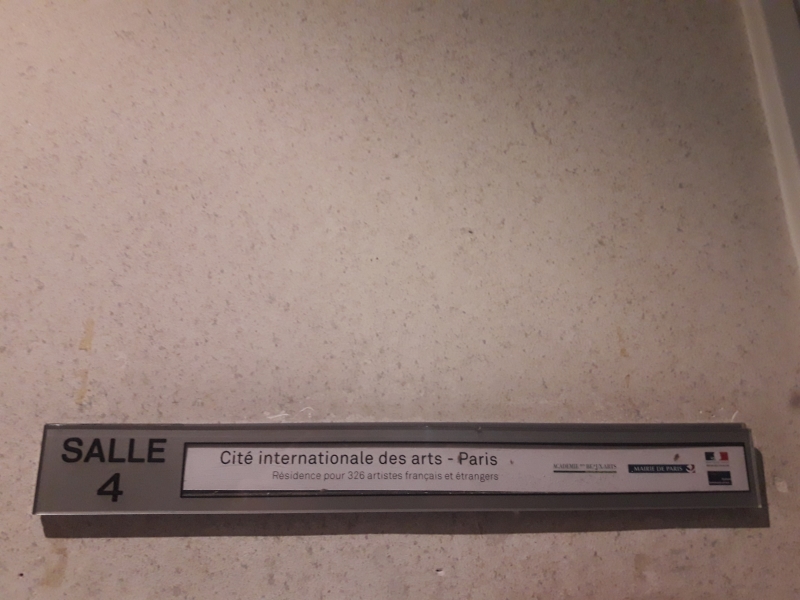 SALLE
4
Cité internationale des arts - Paris
Résidence pour 326 artistes français et étrangers
MAIRIE DE PARIS